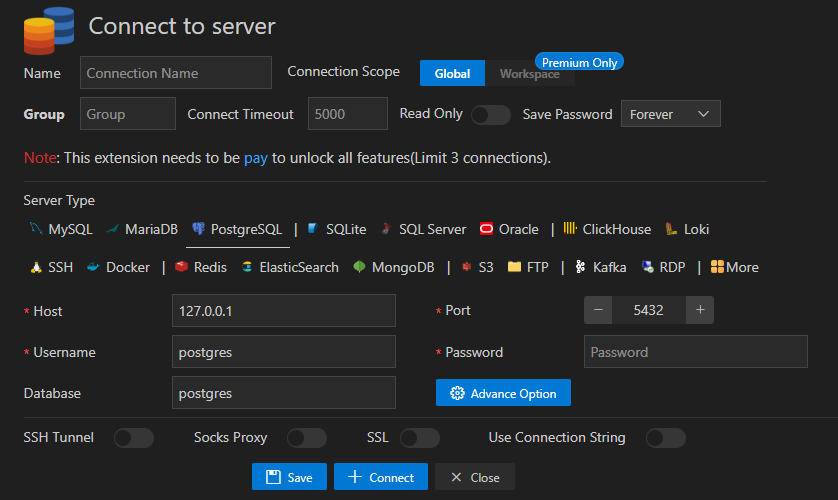 Connect to server
Name Connection Name Connection Scope Global Workspace Premium Only
Group Group Connect Timeout 5000 Read Only Save Password Forever
Note: This extension needs to be pay to unlock all features(Limit 3 connections).
Server Type
MySQL MariaDB PostgreSQL | SQLite SQL Server Oracle | ClickHouse Loki
SSH Docker | Redis ElasticSearch MongoDB | S3 FTP | Kafka RDP | More
* Host 127.0.0.1 * Port − 5432 +
* Username postgres * Password Password
Database postgres Advance Option
SSH Tunnel Socks Proxy SSL Use Connection String
Save + Connect × Close